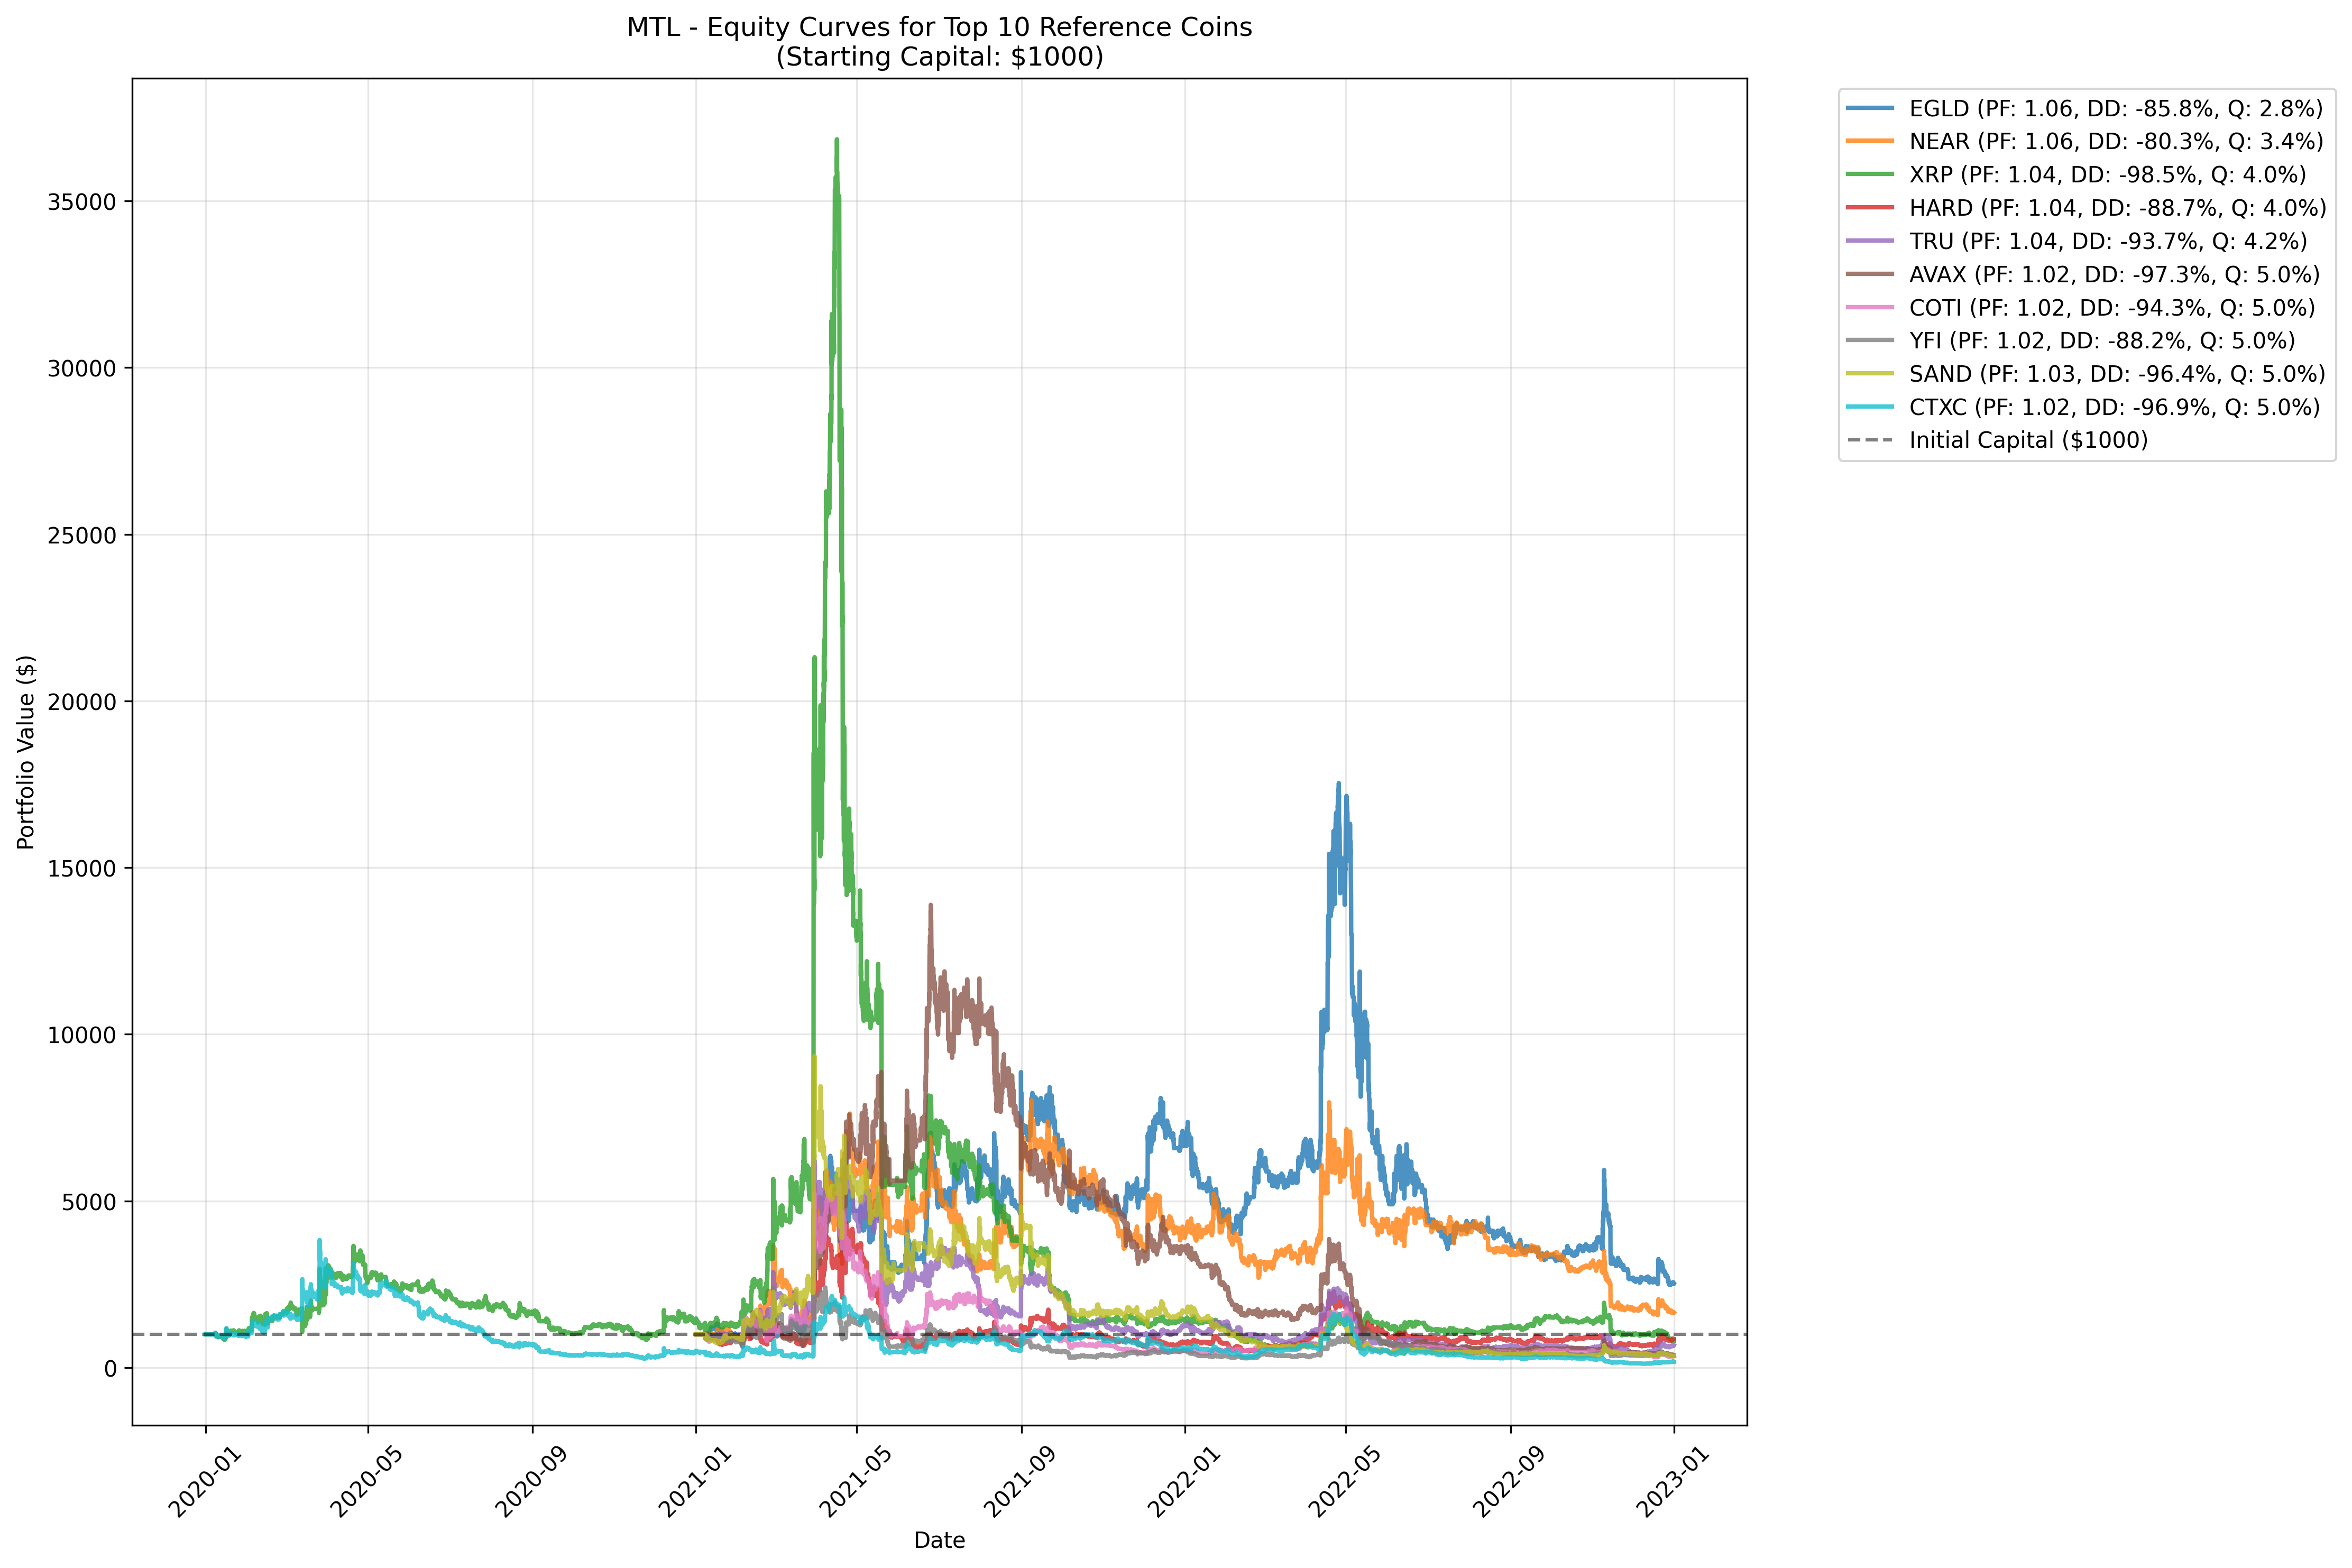 MTL - Equity Curves for Top 10 Reference Coins
(Starting Capital: $1000)
EGLD (PF: 1.06, DD: -85.8%, Q: 2.8%)
NEAR (PF: 1.06, DD: -80.3%, Q: 3.4%)
XRP (PF: 1.04, DD: -98.5%, Q: 4.0%)
HARD (PF: 1.04, DD: -88.7%, Q: 4.0%)
TRU (PF: 1.04, DD: -93.7%, Q: 4.2%)
AVAX (PF: 1.02, DD: -97.3%, Q: 5.0%)
COTI (PF: 1.02, DD: -94.3%, Q: 5.0%)
YFI (PF: 1.02, DD: -88.2%, Q: 5.0%)
SAND (PF: 1.03, DD: -96.4%, Q: 5.0%)
CTXC (PF: 1.02, DD: -96.9%, Q: 5.0%)
Initial Capital ($1000)
Portfolio Value ($)
35000
30000
25000
20000
15000
10000
5000
0
2020-01
2020-05
2020-09
2021-01
2021-05
2021-09
2022-01
2022-05
2022-09
2023-01
Date